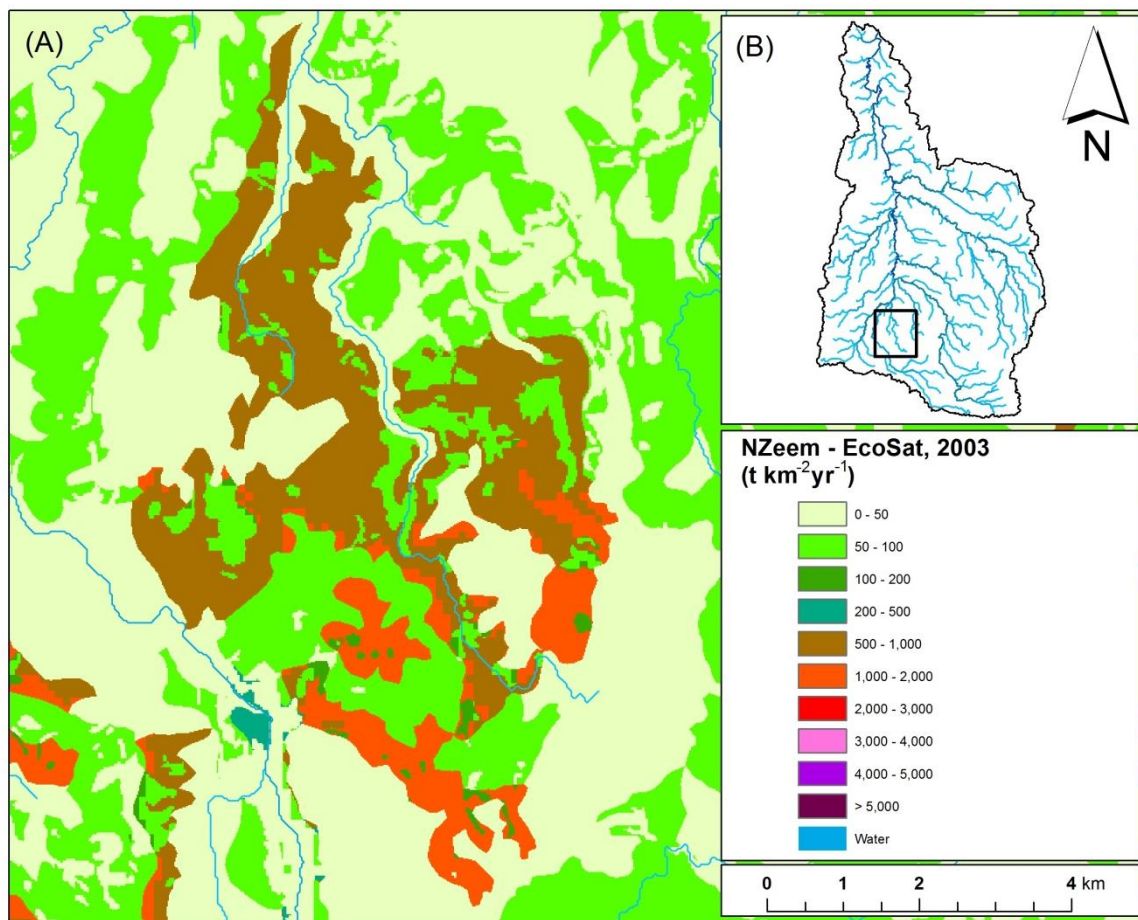 (A)
(B)
N
NZeem - EcoSat, 2003
(t km⁻²yr⁻¹)
0 - 50
50 - 100
100 - 200
200 - 500
500 - 1,000
1,000 - 2,000
2,000 - 3,000
3,000 - 4,000
4,000 - 5,000
> 5,000
Water
0 1 2 4 km